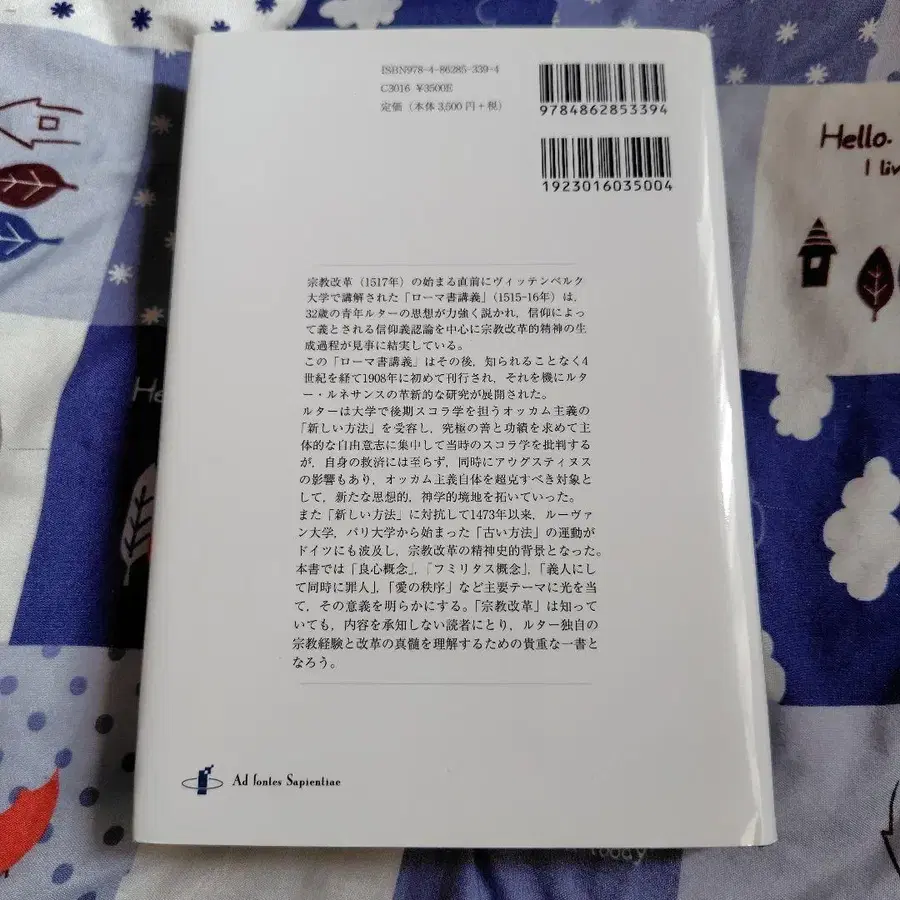 ISBN978-4-86285-339-4
C3016 ¥3500E
定価（本体3,500円+税）
9784862853394
1923016035004
Hello.
I liv
宗教改革（1517年）の始まる直前にヴィッテンベルク
大学で講解された「ローマ書講義」（1515-16年）は，
32歳の青年ルターの思想が力強く説かれ，信仰によっ
て義とされる信仰義認論を中心に宗教改革的精神の生
成過程が見事に結実している。
この「ローマ書講義」はその後，知られることなく4
世紀を経て1908年に初めて刊行され，それを機にルタ
ー・ルネサンスの革新的な研究が展開された。
ルターは大学で後期スコラ学を担うオッカム主義の
「新しい方法」を受容し，究極の善と功績を求めて主
体的な自由意志に集中して当時のスコラ学を批判する
が，自身の救済には至らず，同時にアウグスティヌス
の影響もあり，オッカム主義自体を超克すべき対象と
して，新たな思想的，神学的境地を拓いていった。
また「新しい方法」に対抗して1473年以来，ルーヴァ
ン大学，パリ大学から始まった「古い方法」の運動が
ドイツにも波及し，宗教改革の精神史的背景となった。
本書では「良心概念」，「フミリタス概念」，「義人にし
て同時に罪人」，「愛の秩序」など主要テーマに光を当
て，その意義を明らかにする。「宗教改革」は知って
いても，内容を承知しない読者にとり，ルター独自の
宗教経験と改革の真髄を理解するための貴重な一書と
なろう。
Ad fontes Sapientiae
He
Today